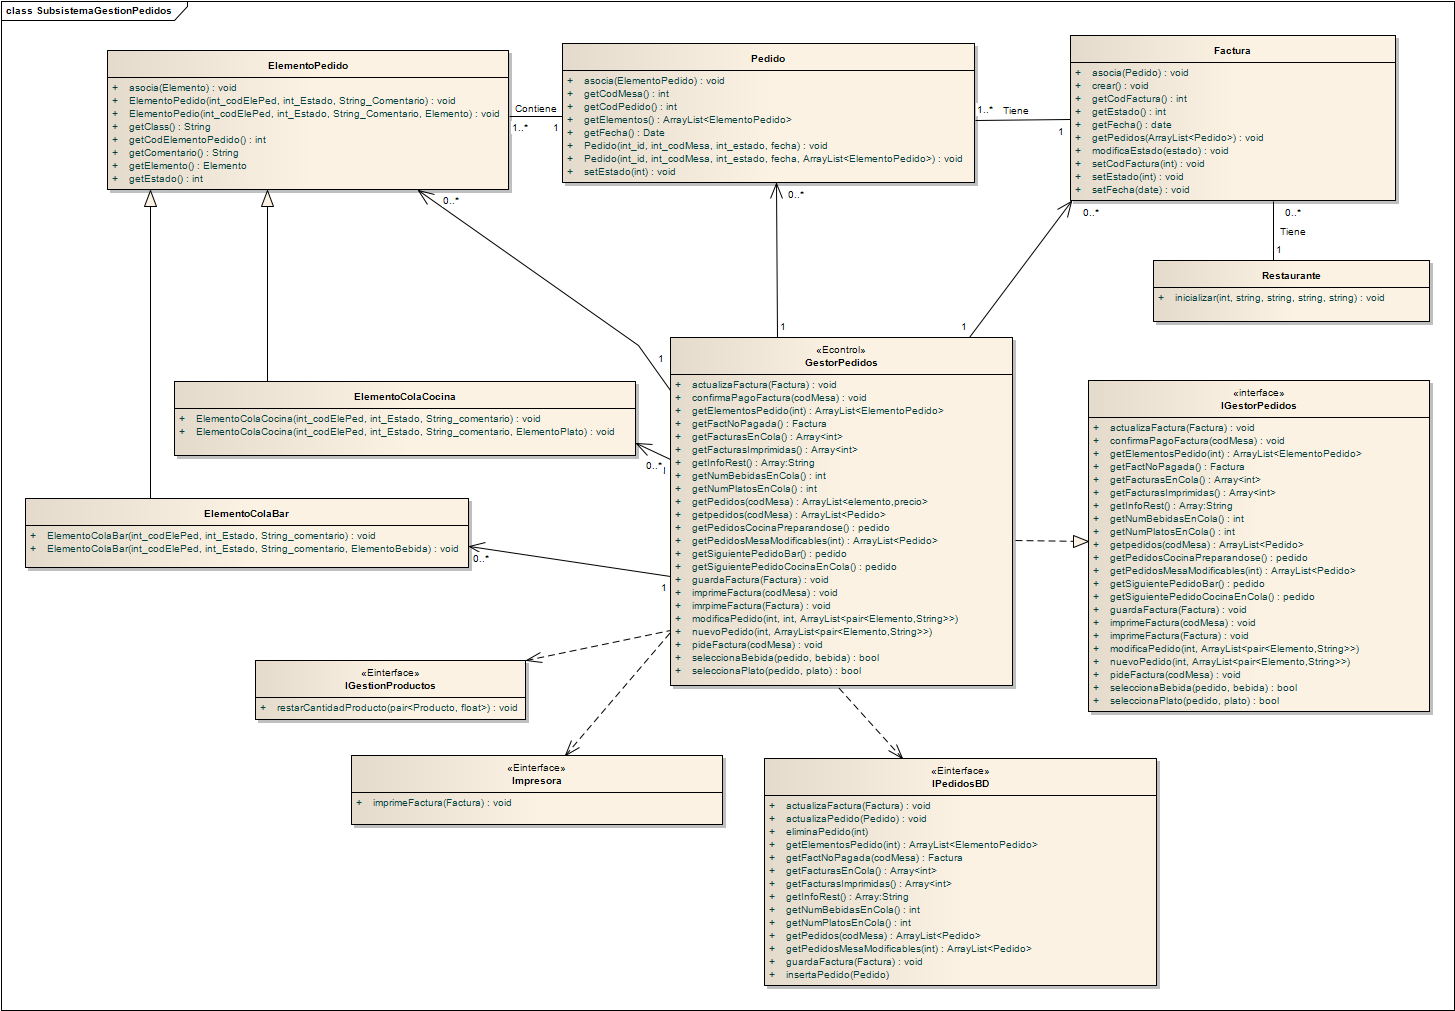 class SubsistemaGestionPedidos
ElementoPedido
+ asocia(Elemento) : void
+ ElementoPedido(int_codElePed, int_Estado, String_Comentario) : void
+ ElementoPedio(int_codElePed, int_Estado, String_Comentario, Elemento) : void
+ getClass() : String
+ getCodElementoPedido() : int
+ getComentario() : String
+ getElemento() : Elemento
+ getEstado() : int
Contiene
1..*
1
Pedido
+ asocia(ElementoPedido) : void
+ getCodMesa() : int
+ getCodPedido() : int
+ getElementos() : ArrayList<ElementoPedido>
+ getFecha() : Date
+ Pedido(int_id, int_codMesa, int_estado, fecha) : void
+ Pedido(int_id, int_codMesa, int_estado, fecha, ArrayList<ElementoPedido>) : void
+ setEstado(int) : void
1..*
Tiene
1
Factura
+ asocia(Pedido) : void
+ crear() : void
+ getCodFactura() : int
+ getEstado() : int
+ getFecha() : date
+ getPedidos(ArrayList<Pedido>) : void
+ modificaEstado(estado) : void
+ setCodFactura(int) : void
+ setEstado(int) : void
+ setFecha(date) : void
0..*
0..*
0..*
0..*
Tiene
1
Restaurante
+ inicializar(int, string, string, string, string) : void
1
1
1
«Econtrol»
GestorPedidos
+ actualizaFactura(Factura) : void
+ confirmaPagoFactura(codMesa) : void
+ getElementosPedido(int) : ArrayList<ElementoPedido>
+ getFactNoPagada() : Factura
+ getFacturasEnCola() : Array<int>
+ getFacturasImprimidas() : Array<int>
+ getInfoRest() : Array:String
+ getNumBebidasEnCola() : int
+ getNumPlatosEnCola() : int
+ getPedidos(codMesa) : ArrayList<elemento,precio>
+ getpedidos(codMesa) : ArrayList<Pedido>
+ getPedidosCocinaPreparandose() : pedido
+ getPedidosMesaModificables(int) : ArrayList<Pedido>
+ getSiguientePedidoBar() : pedido
+ getSiguientePedidoCocinaEnCola() : pedido
+ guardaFactura(Factura) : void
+ imprimeFactura(codMesa) : void
+ imrpimeFactura(Factura) : void
+ modificaPedido(int, int, ArrayList<pair<Elemento,String>>)
+ nuevoPedido(int, ArrayList<pair<Elemento,String>>)
+ pideFactura(codMesa) : void
+ seleccionaBebida(pedido, bebida) : bool
+ seleccionaPlato(pedido, plato) : bool
«interface»
IGestorPedidos
+ actualizaFactura(Factura) : void
+ confirmaPagoFactura(codMesa) : void
+ getElementosPedido(int) : ArrayList<ElementoPedido>
+ getFactNoPagada() : Factura
+ getFacturasEnCola() : Array<int>
+ getFacturasImprimidas() : Array<int>
+ getInfoRest() : Array:String
+ getNumBebidasEnCola() : int
+ getNumPlatosEnCola() : int
+ getpedidos(codMesa) : ArrayList<Pedido>
+ getPedidosCocinaPreparandose() : pedido
+ getPedidosMesaModificables(int) : ArrayList<Pedido>
+ getSiguientePedidoBar() : pedido
+ getSiguientePedidoCocinaEnCola() : pedido
+ guardaFactura(Factura) : void
+ imprimeFactura(codMesa) : void
+ imprimeFactura(Factura) : void
+ modificaPedido(int, int, ArrayList<pair<Elemento,String>>)
+ nuevoPedido(int, ArrayList<pair<Elemento,String>>)
+ pideFactura(codMesa) : void
+ seleccionaBebida(pedido, bebida) : bool
+ seleccionaPlato(pedido, plato) : bool
ElementoColaCocina
+ ElementoColaCocina(int_codElePed, int_Estado, String_comentario) : void
+ ElementoColaCocina(int_codElePed, int_Estado, String_comentario, ElementoPlato) : void
0..*
ElementoColaBar
+ ElementoColaBar(int_codElePed, int_Estado, String_comentario) : void
+ ElementoColaBar(int_codElePed, int_Estado, String_comentario, ElementoBebida) : void
0..*
1
«Einterface»
IGestionProductos
+ restarCantidadProducto(pair<Producto, float>) : void
«Einterface»
Impresora
+ imprimeFactura(Factura) : void
«Einterface»
IPedidosBD
+ actualizaFactura(Factura) : void
+ actualizaPedido(Pedido) : void
+ eliminaPedido(int)
+ getElementosPedido(int) : ArrayList<ElementoPedido>
+ getFactNoPagada(codMesa) : Factura
+ getFacturasEnCola() : Array<int>
+ getFacturasImprimidas() : Array<int>
+ getInfoRest() : Array:String
+ getNumBebidasEnCola() : int
+ getNumPlatosEnCola() : int
+ getPedidos(codMesa) : ArrayList<Pedido>
+ getPedidosMesaModificables(int) : ArrayList<Pedido>
+ guardaFactura(Factura) : void
+ insertaPedido(Pedido)